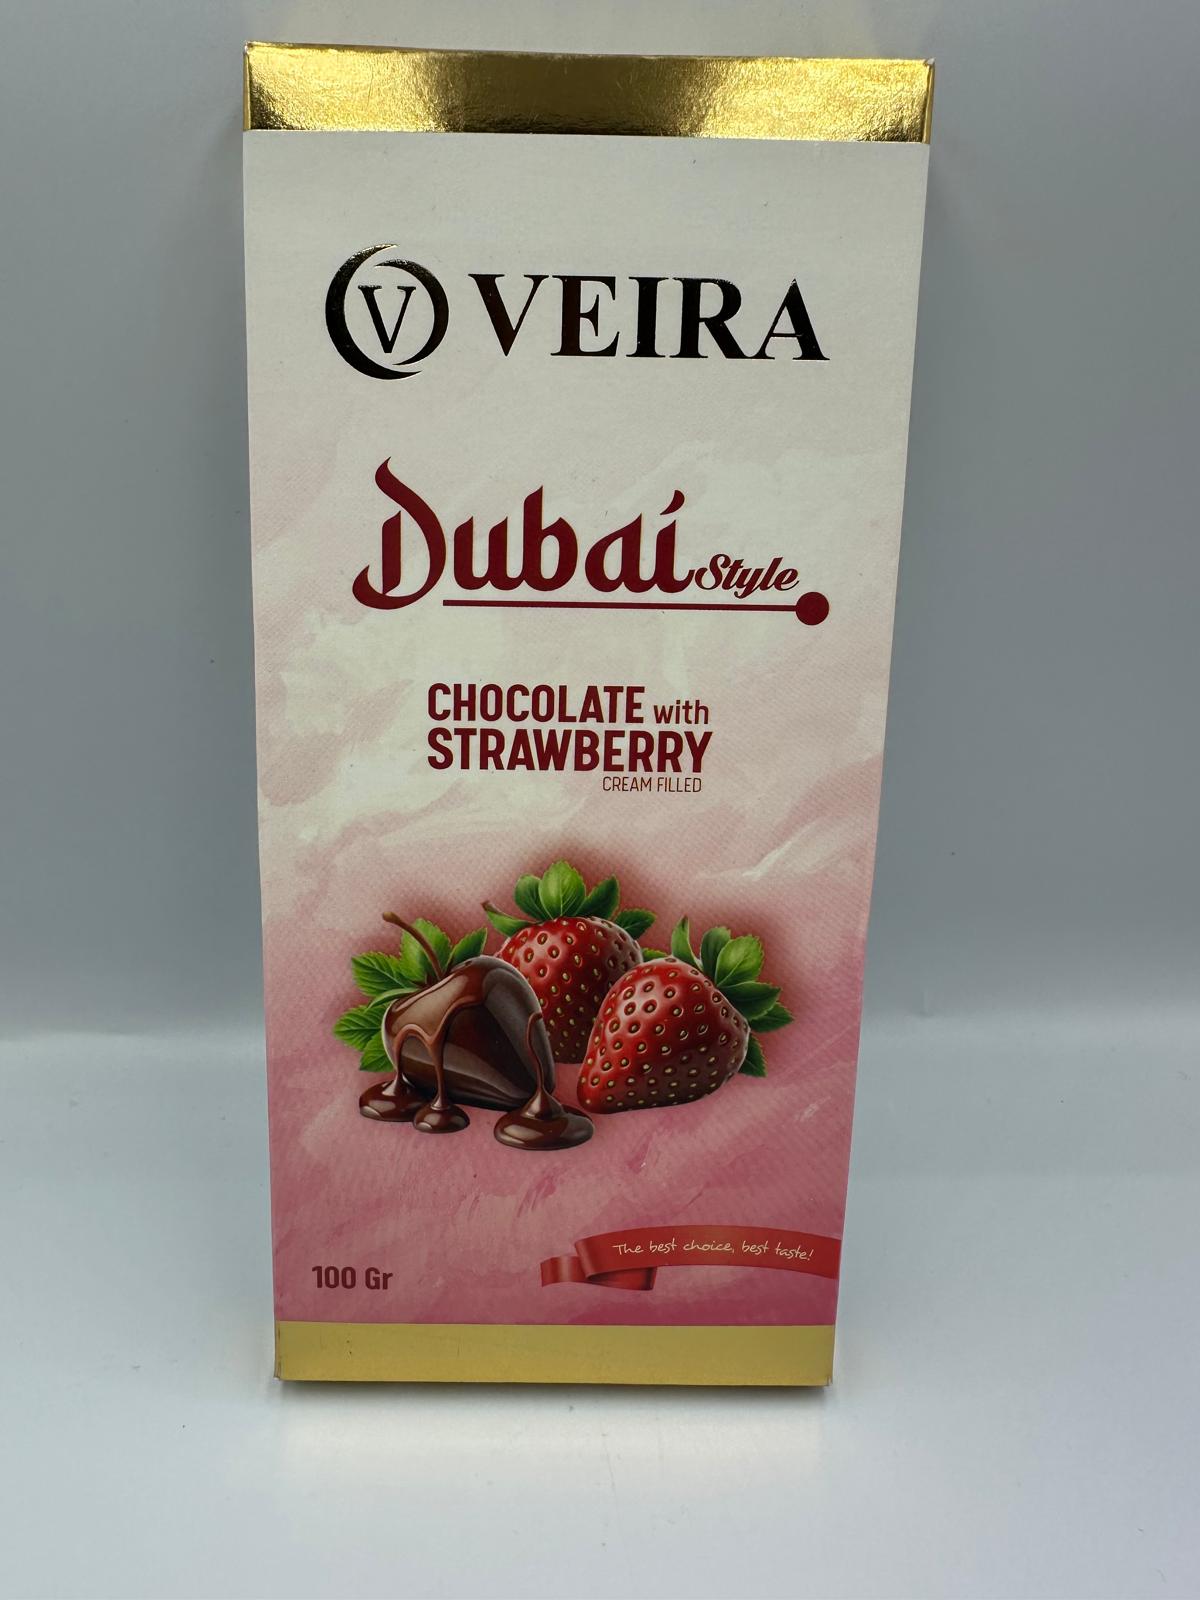 V VEIRA
Dubai Style
CHOCOLATE with
STRAWBERRY
CREAM FILLED
The best choice, best taste!
100 Gr